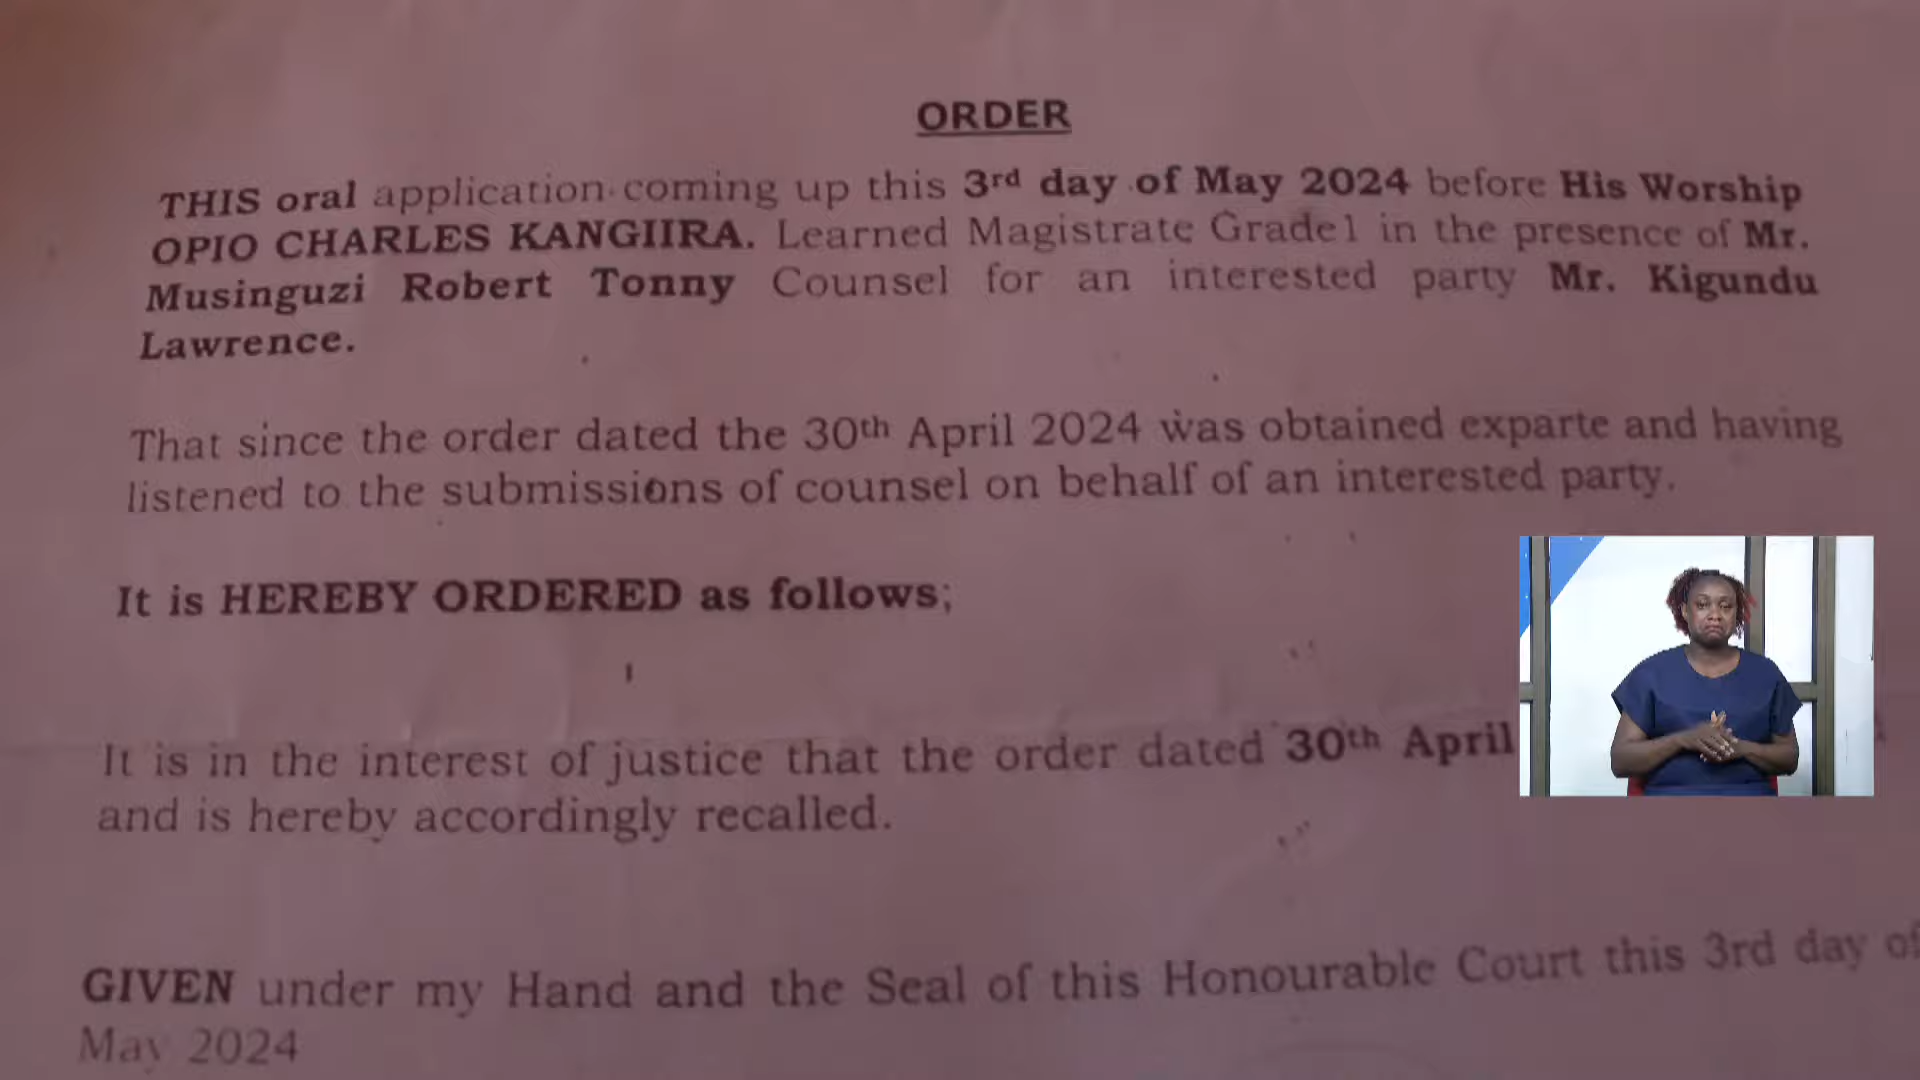 ORDER
THIS oral application coming up this 3rd day of May 2024 before His Worship
OPIO CHARLES KANGIIRA. Learned Magistrate Grade1 in the presence of Mr.
Musinguzi Robert Tonny Counsel for an interested party Mr. Kigundu
Lawrence.
That since the order dated the 30th April 2024 was obtained exparte and having
listened to the submissions of counsel on behalf of an interested party.
It is HEREBY ORDERED as follows;
It is in the interest of justice that the order dated 30th April
and is hereby accordingly recalled.
GIVEN under my Hand and the Seal of this Honourable Court this 3rd day of
May 2024